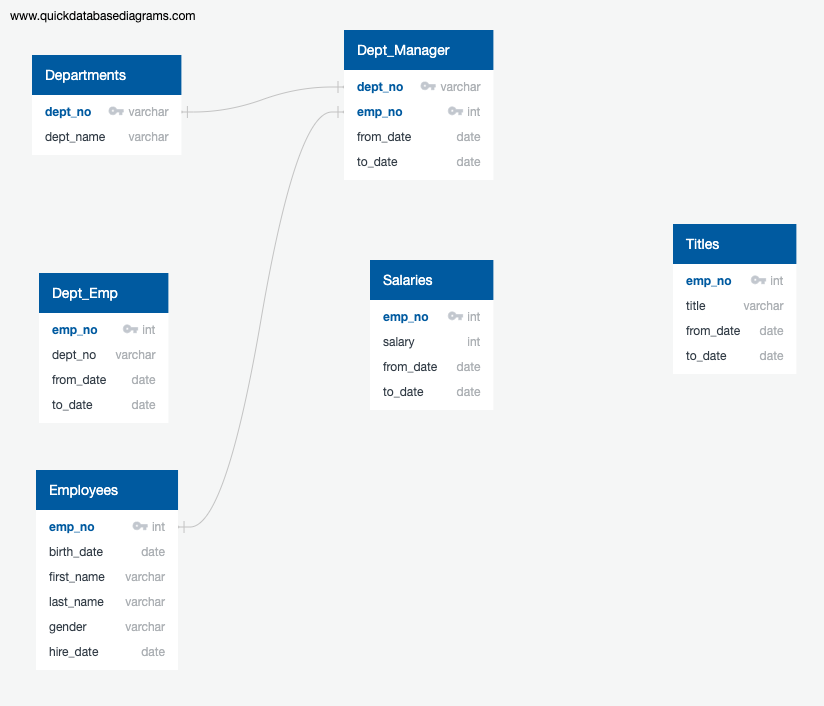 www.quickdatabasediagrams.com
Departments
dept_no varchar
dept_name varchar
Dept_Manager
dept_no varchar
emp_no int
from_date date
to_date date
Titles
emp_no int
title varchar
from_date date
to_date date
Dept_Emp
emp_no int
dept_no varchar
from_date date
to_date date
Salaries
emp_no int
salary int
from_date date
to_date date
Employees
emp_no int
birth_date date
first_name varchar
last_name varchar
gender varchar
hire_date date